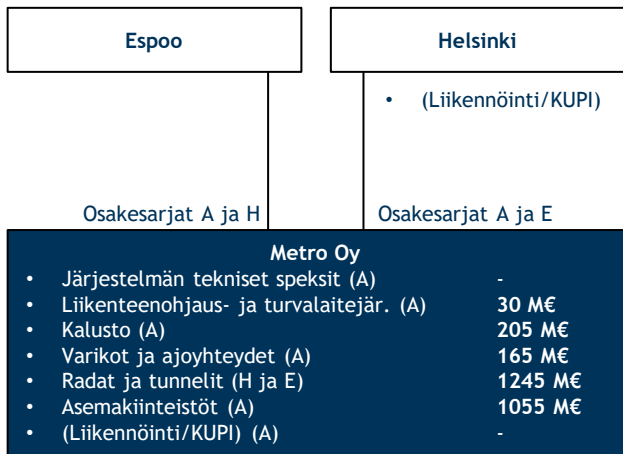 Espoo
Helsinki
• (Liikennöinti/KUPI)
Osakesarjat A ja H
Osakesarjat A ja E
Metro Oy
• Järjestelmän tekniset speksit (A) -
• Liikenteenohjaus- ja turvalaitejär. (A) 30 M€
• Kalusto (A) 205 M€
• Varikot ja ajoyhteydet (A) 165 M€
• Radat ja tunnelit (H ja E) 1245 M€
• Asemakiinteistöt (A) 1055 M€
• (Liikennöinti/KUPI) (A) -